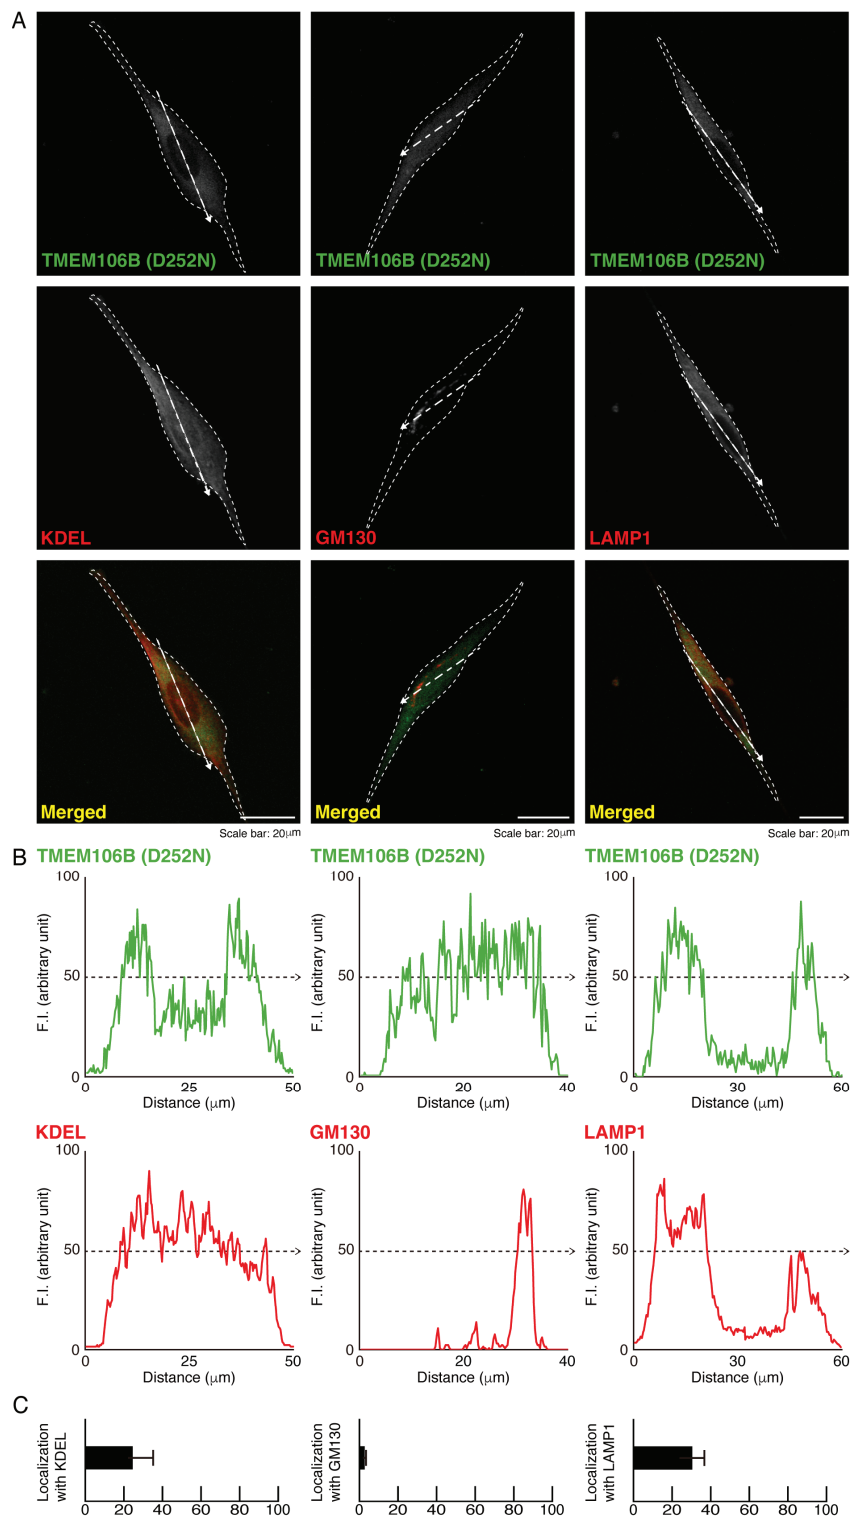 A
TMEM106B (D252N)
TMEM106B (D252N)
TMEM106B (D252N)
KDEL
GM130
LAMP1
Merged
Merged
Merged
Scale bar: 20μm
Scale bar: 20μm
Scale bar: 20μm
B
TMEM106B (D252N)
TMEM106B (D252N)
TMEM106B (D252N)
F.I. (arbitrary unit)
100
50
0
0 25 50
Distance (μm)
F.I. (arbitrary unit)
100
50
0
0 20 40
Distance (μm)
F.I. (arbitrary unit)
100
50
0
0 30 60
Distance (μm)
KDEL
GM130
LAMP1
F.I. (arbitrary unit)
100
50
0
0 25 50
Distance (μm)
F.I. (arbitrary unit)
100
50
0
0 20 40
Distance (μm)
F.I. (arbitrary unit)
100
50
0
0 30 60
Distance (μm)
C
Localization
with KDEL
0 20 40 60 80 100
Localization
with GM130
0 20 40 60 80 100
Localization
with LAMP1
0 20 40 60 80 100